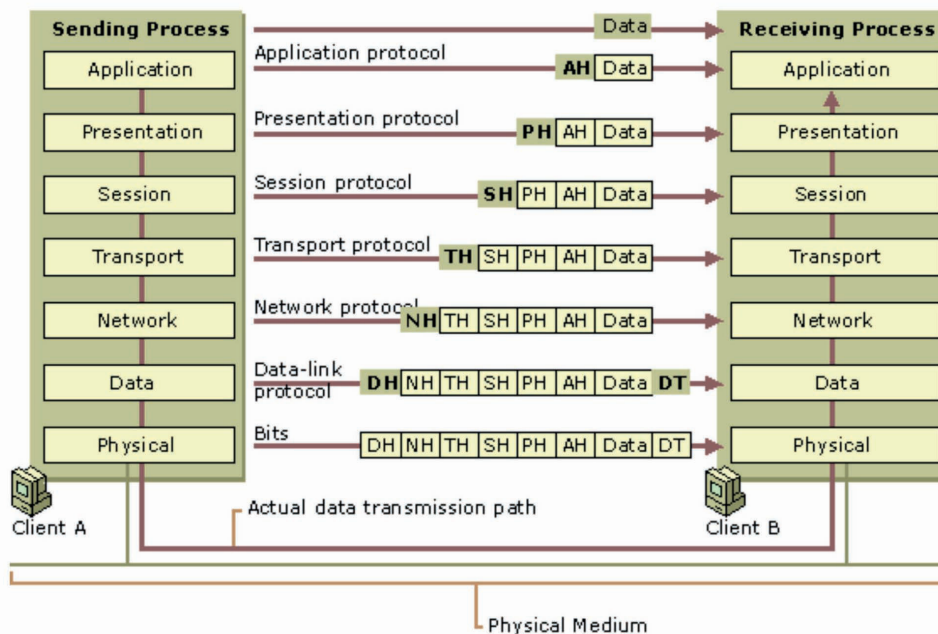 Sending Process
Data
Receiving Process
Application
Application protocol
AH Data
Application
Presentation
Presentation protocol
PH AH Data
Presentation
Session
Session protocol
SH PH AH Data
Session
Transport
Transport protocol
TH SH PH AH Data
Transport
Network
Network protocol
NH TH SH PH AH Data
Network
Data
Data-link
protocol
DH NH TH SH PH AH Data DT
Data
Physical
Bits
DH NH TH SH PH AH Data DT
Physical
Client A
Actual data transmission path
Client B
Physical Medium